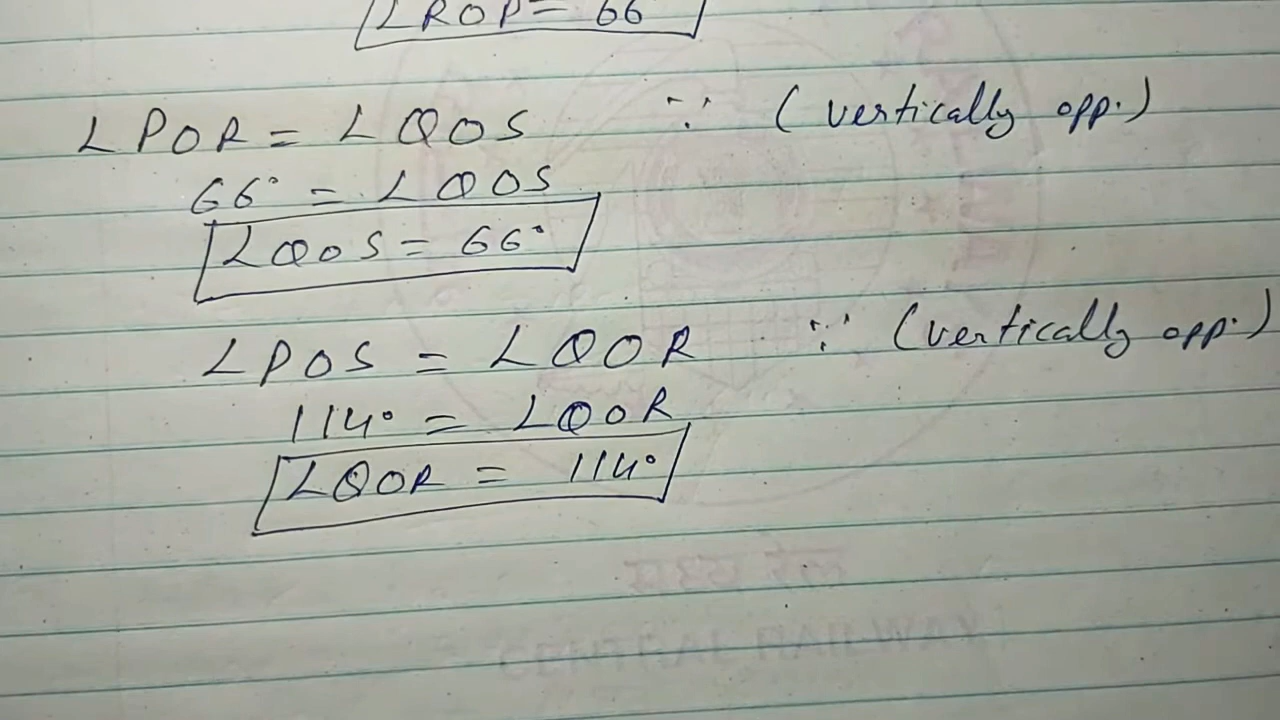 ∠ROP = 66
∠POR = ∠QOS ∵ (vertically opp.)
66° = ∠QOS
∠QOS = 66°
∠POS = ∠QOR ∵ (vertically opp.)
114° = ∠QOR
∠QOR = 114°